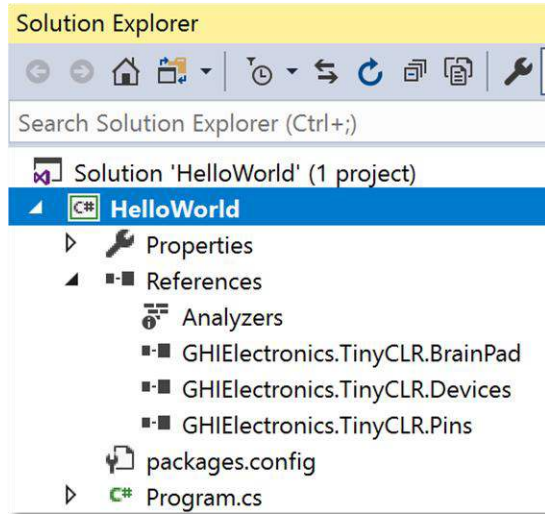 Solution Explorer
Search Solution Explorer (Ctrl+;)
Solution 'HelloWorld' (1 project)
C# HelloWorld
Properties
References
Analyzers
GHIElectronics.TinyCLR.BrainPad
GHIElectronics.TinyCLR.Devices
GHIElectronics.TinyCLR.Pins
packages.config
C# Program.cs